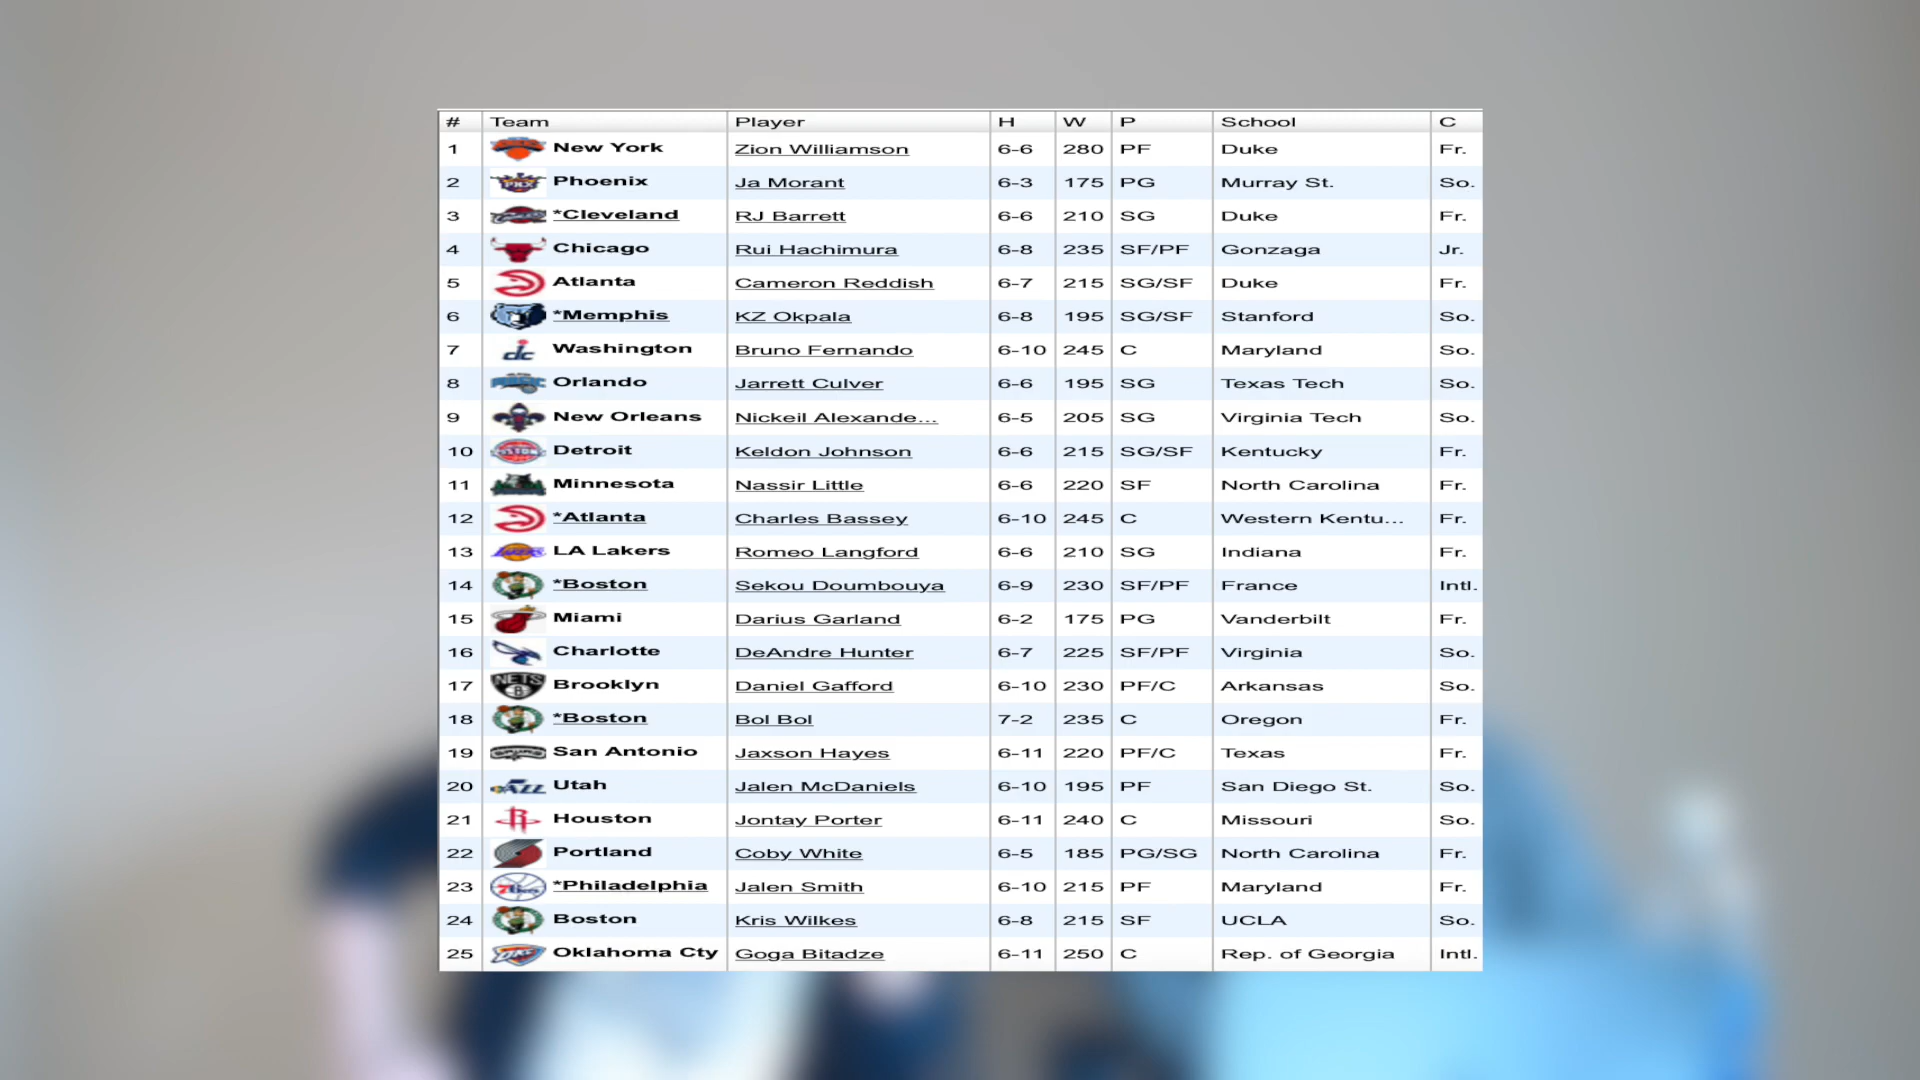 # Team Player H W P School C
1 New York Zion Williamson 6-6 280 PF Duke Fr.
2 Phoenix Ja Morant 6-3 175 PG Murray St. So.
3 *Cleveland RJ Barrett 6-6 210 SG Duke Fr.
4 Chicago Rui Hachimura 6-8 235 SF/PF Gonzaga Jr.
5 Atlanta Cameron Reddish 6-7 215 SG/SF Duke Fr.
6 *Memphis KZ Okpala 6-8 195 SG/SF Stanford So.
7 Washington Bruno Fernando 6-10 245 C Maryland So.
8 Orlando Jarrett Culver 6-6 195 SG Texas Tech So.
9 New Orleans Nickeil Alexande... 6-5 205 SG Virginia Tech So.
10 Detroit Keldon Johnson 6-6 215 SG/SF Kentucky Fr.
11 Minnesota Nassir Little 6-6 220 SF North Carolina Fr.
12 *Atlanta Charles Bassey 6-10 245 C Western Kentu... Fr.
13 LA Lakers Romeo Langford 6-6 210 SG Indiana Fr.
14 *Boston Sekou Doumbouya 6-9 230 SF/PF France Intl.
15 Miami Darius Garland 6-2 175 PG Vanderbilt Fr.
16 Charlotte DeAndre Hunter 6-7 225 SF/PF Virginia So.
17 Brooklyn Daniel Gafford 6-10 230 PF/C Arkansas So.
18 *Boston Bol Bol 7-2 235 C Oregon Fr.
19 San Antonio Jaxson Hayes 6-11 220 PF/C Texas Fr.
20 Utah Jalen McDaniels 6-10 195 PF San Diego St. So.
21 Houston Jontay Porter 6-11 240 C Missouri So.
22 Portland Coby White 6-5 185 PG/SG North Carolina Fr.
23 *Philadelphia Jalen Smith 6-10 215 PF Maryland Fr.
24 Boston Kris Wilkes 6-8 215 SF UCLA So.
25 Oklahoma Cty Goga Bitadze 6-11 250 C Rep. of Georgia Intl.